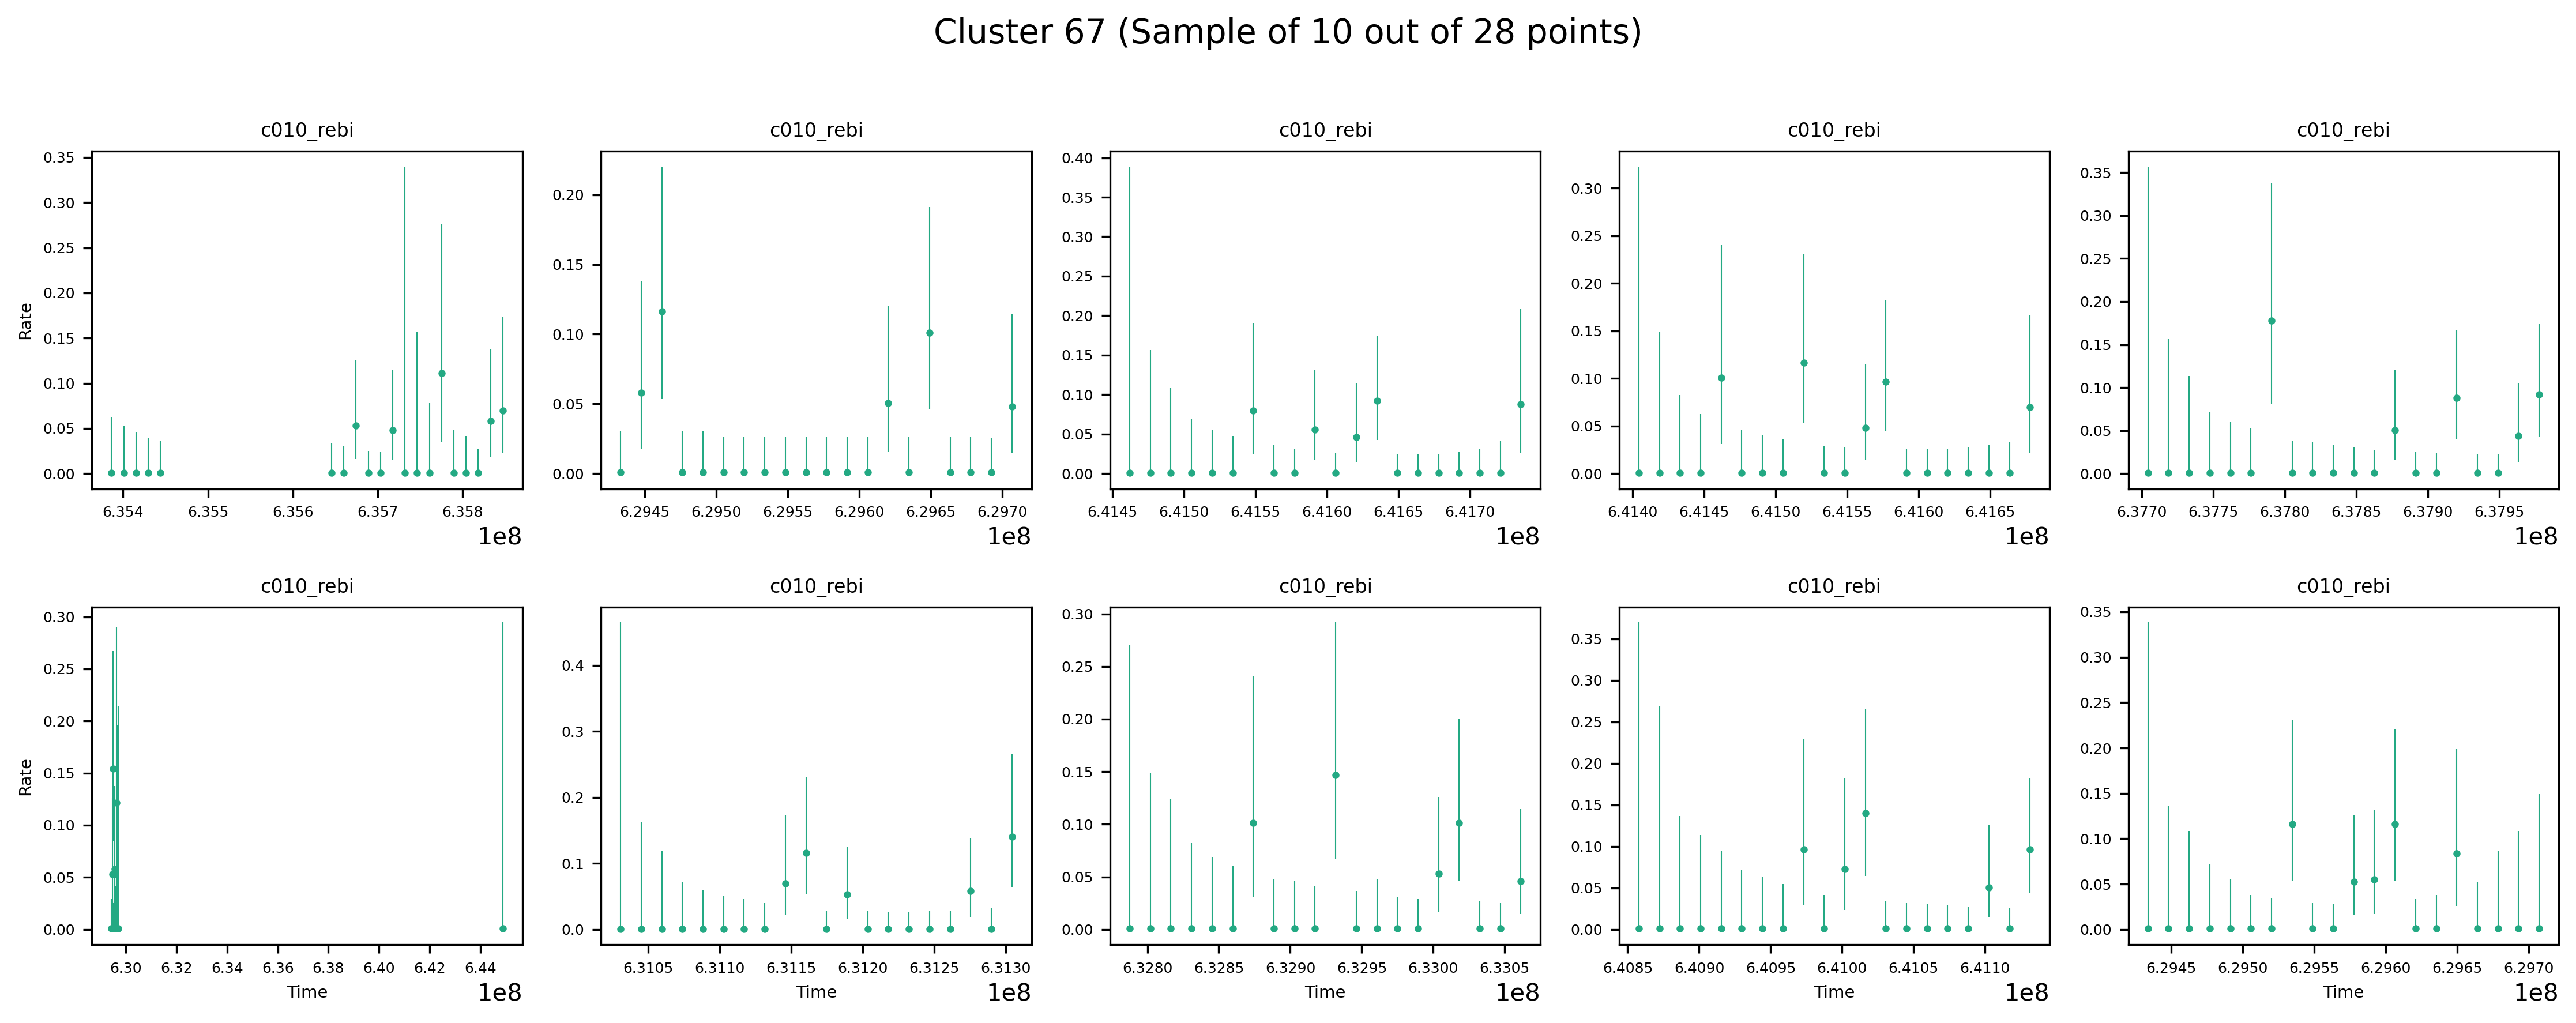 Cluster 67 (Sample of 10 out of 28 points)
c010_rebi c010_rebi c010_rebi c010_rebi c010_rebi
Rate
0.35 0.30 0.25 0.20 0.15 0.10 0.05 0.00
6.354 6.355 6.356 6.357 6.358
1e8
0.20 0.15 0.10 0.05 0.00
6.2945 6.2950 6.2955 6.2960 6.2965 6.2970
1e8
0.40 0.35 0.30 0.25 0.20 0.15 0.10 0.05 0.00
6.4145 6.4150 6.4155 6.4160 6.4165 6.4170
1e8
0.30 0.25 0.20 0.15 0.10 0.05 0.00
6.4140 6.4145 6.4150 6.4155 6.4160 6.4165
1e8
0.35 0.30 0.25 0.20 0.15 0.10 0.05 0.00
6.3770 6.3775 6.3780 6.3785 6.3790 6.3795
1e8
c010_rebi c010_rebi c010_rebi c010_rebi c010_rebi
Rate
0.30 0.25 0.20 0.15 0.10 0.05 0.00
6.30 6.32 6.34 6.36 6.38 6.40 6.42 6.44
Time 1e8
0.4 0.3 0.2 0.1 0.0
6.3105 6.3110 6.3115 6.3120 6.3125 6.3130
Time 1e8
0.30 0.25 0.20 0.15 0.10 0.05 0.00
6.3280 6.3285 6.3290 6.3295 6.3300 6.3305
Time 1e8
0.35 0.30 0.25 0.20 0.15 0.10 0.05 0.00
6.4085 6.4090 6.4095 6.4100 6.4105 6.4110
Time 1e8
0.35 0.30 0.25 0.20 0.15 0.10 0.05 0.00
6.2945 6.2950 6.2955 6.2960 6.2965 6.2970
Time 1e8